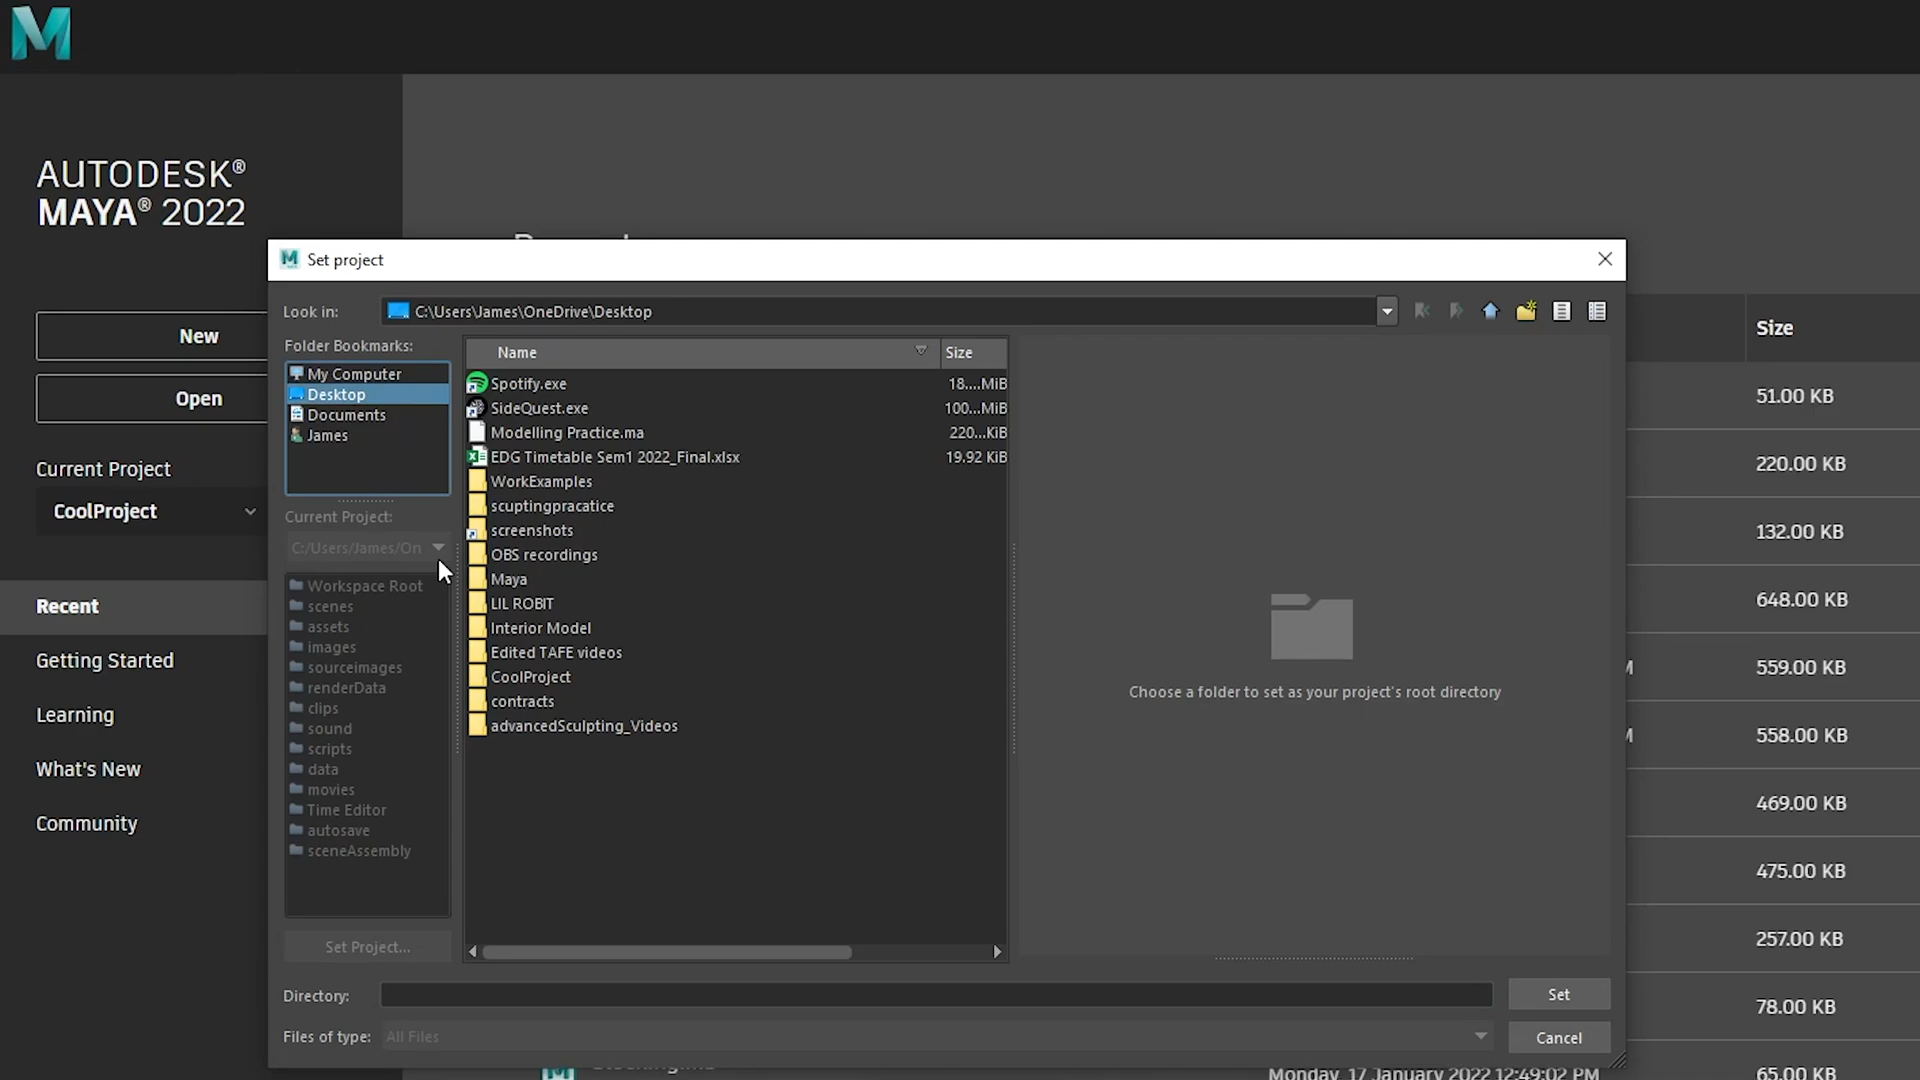 AUTODESK®
MAYA® 2022
New
Open
Current Project
CoolProject
Recent
Getting Started
Learning
What's New
Community
Set project
Look in:
C:\Users\James\OneDrive\Desktop
Folder Bookmarks:
My Computer
Desktop
Documents
James
Current Project:
C:/Users/James/On
Workspace Root
scenes
assets
images
sourceimages
renderData
clips
sound
scripts
data
movies
Time Editor
autosave
sceneAssembly
Set Project...
Name Size
Spotify.exe 18....MiB
SideQuest.exe 100...MiB
Modelling Practice.ma 220...KiB
EDG Timetable Sem1 2022_Final.xlsx 19.92 KiB
WorkExamples
scuptingpracatice
screenshots
OBS recordings
Maya
LIL ROBIT
Interior Model
Edited TAFE videos
CoolProject
contracts
advancedSculpting_Videos
Choose a folder to set as your project's root directory
Directory:
Set
Files of type: All Files
Cancel
Size
51.00 KB
220.00 KB
132.00 KB
648.00 KB
559.00 KB
558.00 KB
469.00 KB
475.00 KB
257.00 KB
78.00 KB
Monday, 17 January 2022 12:49:02 PM
65.00 KB